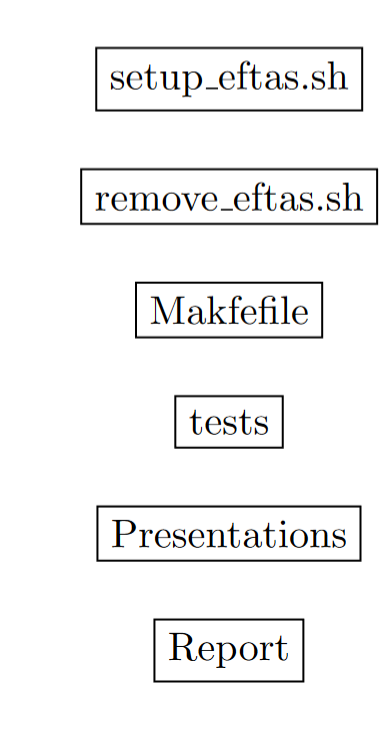 setup_eftas.sh
remove_eftas.sh
Makfefile
tests
Presentations
Report